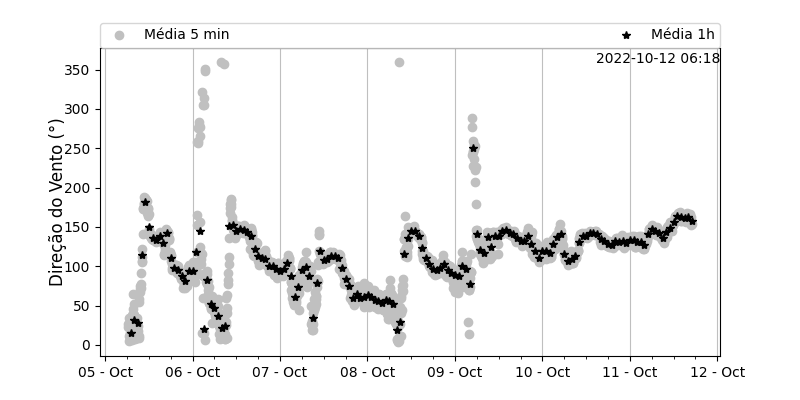 Média 5 min
Média 1h
2022-10-12 06:18
Direção do Vento (°)
350
300
250
200
150
100
50
0
05 - Oct
06 - Oct
07 - Oct
08 - Oct
09 - Oct
10 - Oct
11 - Oct
12 - Oct